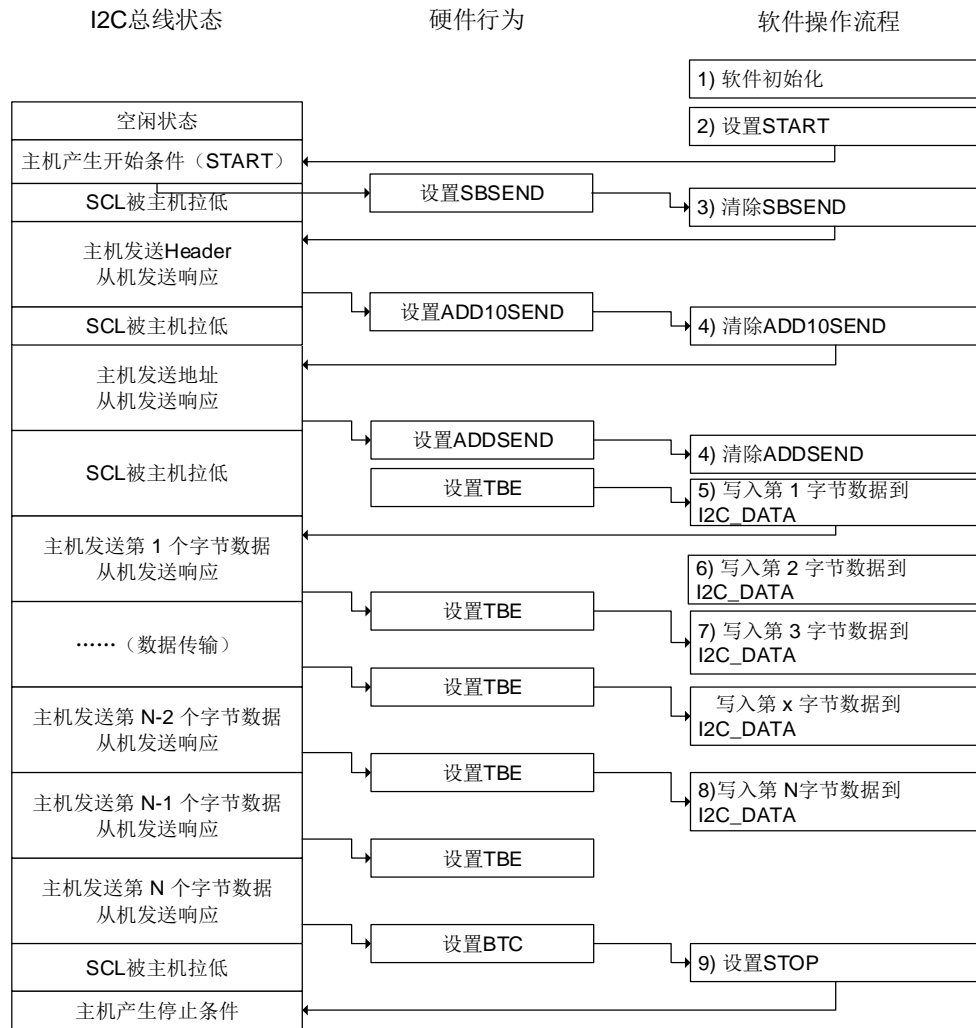 I2C总线状态
硬件行为
软件操作流程
1) 软件初始化
空闲状态
2) 设置START
主机产生开始条件（START）
SCL被主机拉低
设置SBSEND
3) 清除SBSEND
主机发送Header
从机发送响应
设置ADD10SEND
SCL被主机拉低
4) 清除ADD10SEND
主机发送地址
从机发送响应
设置ADDSEND
4) 清除ADDSEND
SCL被主机拉低
设置TBE
5) 写入第 1 字节数据到
I2C_DATA
主机发送第 1 个字节数据
从机发送响应
6) 写入第 2 字节数据到
I2C_DATA
设置TBE
7) 写入第 3 字节数据到
I2C_DATA
……（数据传输）
设置TBE
写入第 x 字节数据到
I2C_DATA
主机发送第 N-2 个字节数据
从机发送响应
设置TBE
8)写入第 N字节数据到
I2C_DATA
主机发送第 N-1 个字节数据
从机发送响应
设置TBE
主机发送第 N 个字节数据
从机发送响应
设置BTC
SCL被主机拉低
9) 设置STOP
主机产生停止条件